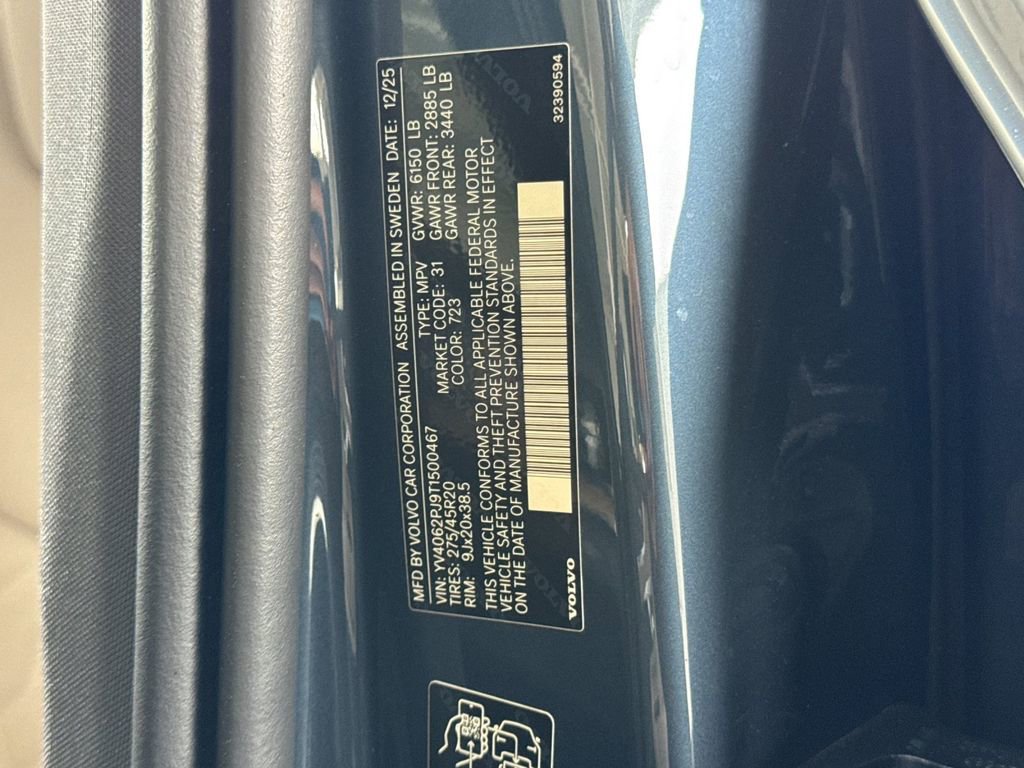 MFD BY VOLVO CAR CORPORATION ASSEMBLED IN SWEDEN DATE: 12/25
VIN: YV4062PJ9T1500467 TYPE: MPV GVWR: 6150 LB
TIRES: 275/45R20 MARKET CODE: 31 GAWR FRONT: 2885 LB
RIM: 9Jx20x38.5 COLOR: 723 GAWR REAR: 3440 LB
THIS VEHICLE CONFORMS TO ALL APPLICABLE FEDERAL MOTOR
VEHICLE SAFETY AND THEFT PREVENTION STANDARDS IN EFFECT
ON THE DATE OF MANUFACTURE SHOWN ABOVE.
VOLVO 32390594